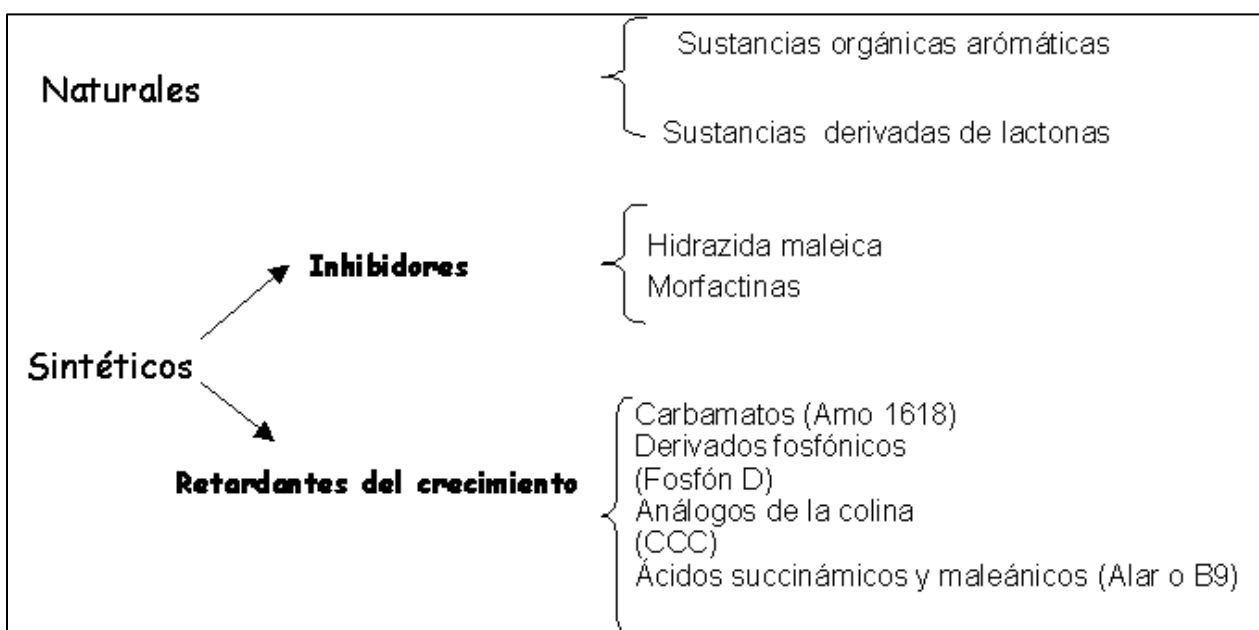 Naturales
Sustancias orgánicas arómáticas
Sustancias derivadas de lactonas
Sintéticos
Inhibidores
Hidrazida maleica
Morfactinas
Retardantes del crecimiento
Carbamatos (Amo 1618)
Derivados fosfónicos
(Fosfón D)
Análogos de la colina
(CCC)
Ácidos succinámicos y maleánicos (Alar o B9)